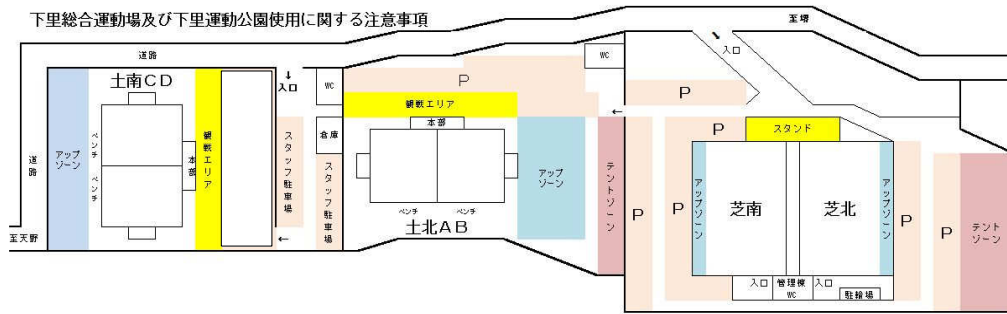 下里総合運動場及び下里運動公園使用に関する注意事項
至堺
道路
入口
土南CD
↓
入口
WC
WC
P
P
観戦エリア
←
本部
P
スタンド
倉庫
アップゾーン
ベンチ
ベンチ
本部
観戦エリア
スタッフ駐車場
スタッフ駐車場
アップゾーン
テントゾーン
P
P
アップゾーン
芝南
芝北
アップゾーン
P
P
テントゾーン
道路
ベンチ
ベンチ
土北AB
至天野
←
←
入口
管理棟
WC
入口
駐輪場